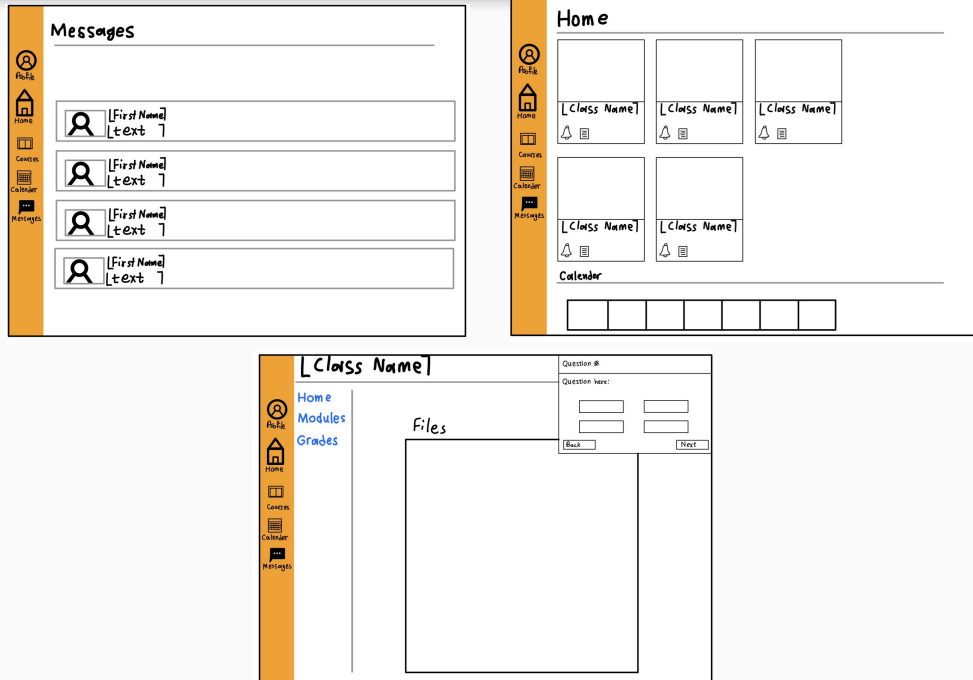 Messages
Profile
Home
Courses
Calender
Messages
[First Name]
[text ]
[First Name]
[text ]
[First Name]
[text ]
[First Name]
[text ]
Home
Profile
Home
Courses
Calender
Messages
[Class Name]
[Class Name]
[Class Name]
[Class Name]
[Class Name]
Calender
[Class Name]
Profile
Home
Courses
Calender
Messages
Home
Modules
Grades
Files
Question #
Question here:
Back
Next